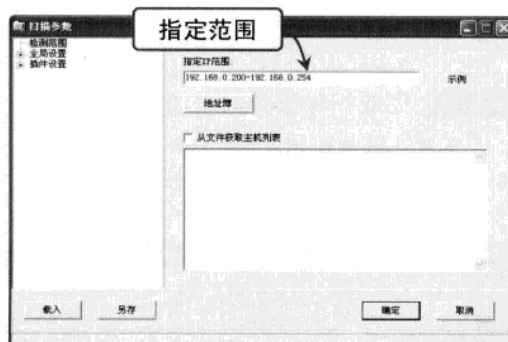 扫描参数
指定范围
检测范围
全局设置
插件设置
指定IP范围:
192.168.0.200-192.168.0.254
示例
地址簿
从文件获取主机列表
载入
另存
确定
取消